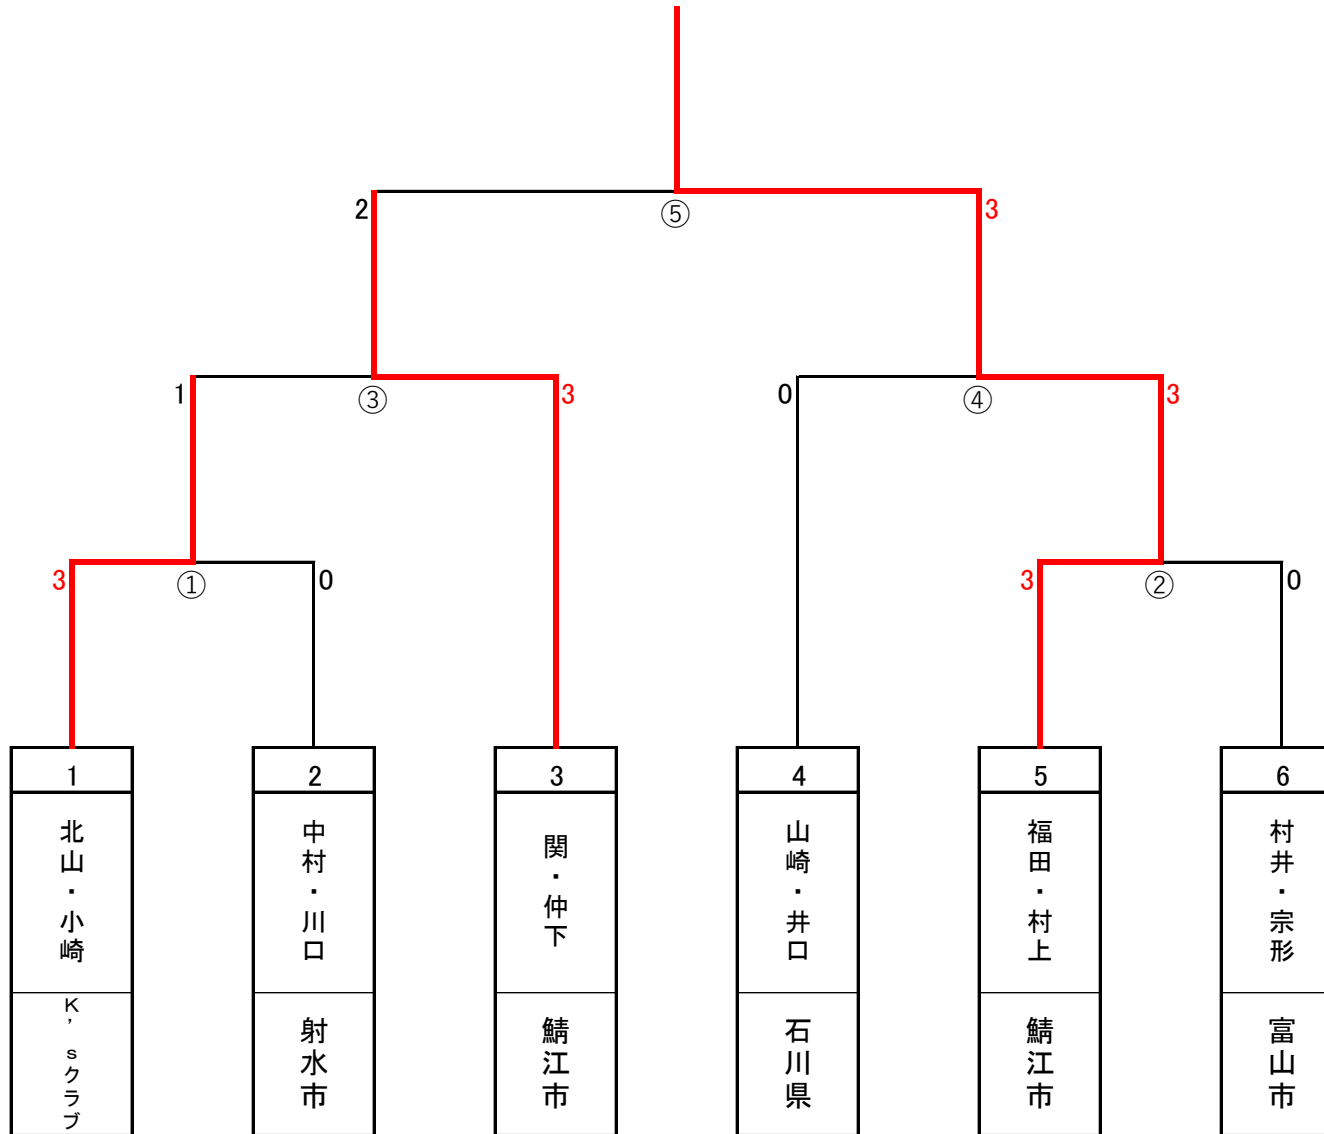 2 ⑤ 3
1 ③ 3 0 ④ 3
3 ① 0 3 ② 0
1 2 3 4 5 6
北山・小崎
中村・川口
関・仲下
山崎・井口
福田・村上
村井・宗形
K’sクラブ
射水市
鯖江市
石川県
鯖江市
富山市